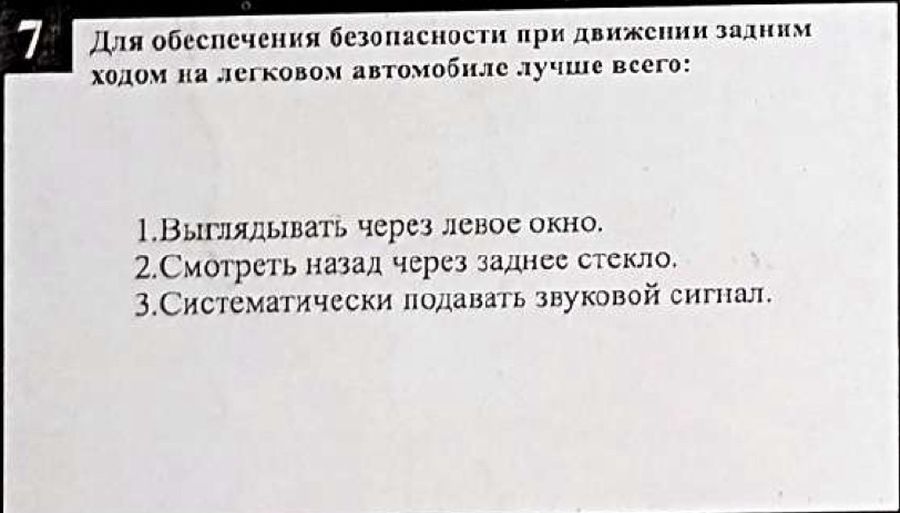 7
Для обеспечения безопасности при движении задним
ходом на легковом автомобиле лучше всего:
1.Выглядывать через левое окно.
2.Смотреть назад через заднее стекло.
3.Систематически подавать звуковой сигнал.